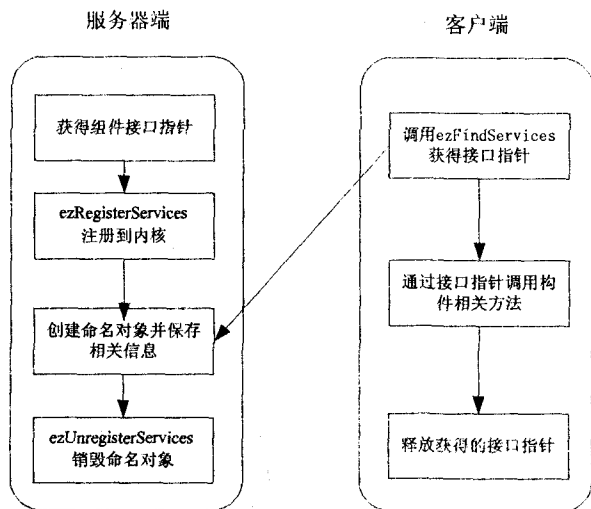 服务器端
获得组件接口指针
ezRegisterServices
注册到内核
创建命名对象并保存
相关信息
ezUnregisterServices
销毁命名对象
客户端
调用ezFindServices
获得接口指针
通过接口指针调用构
件相关方法
释放获得的接口指针